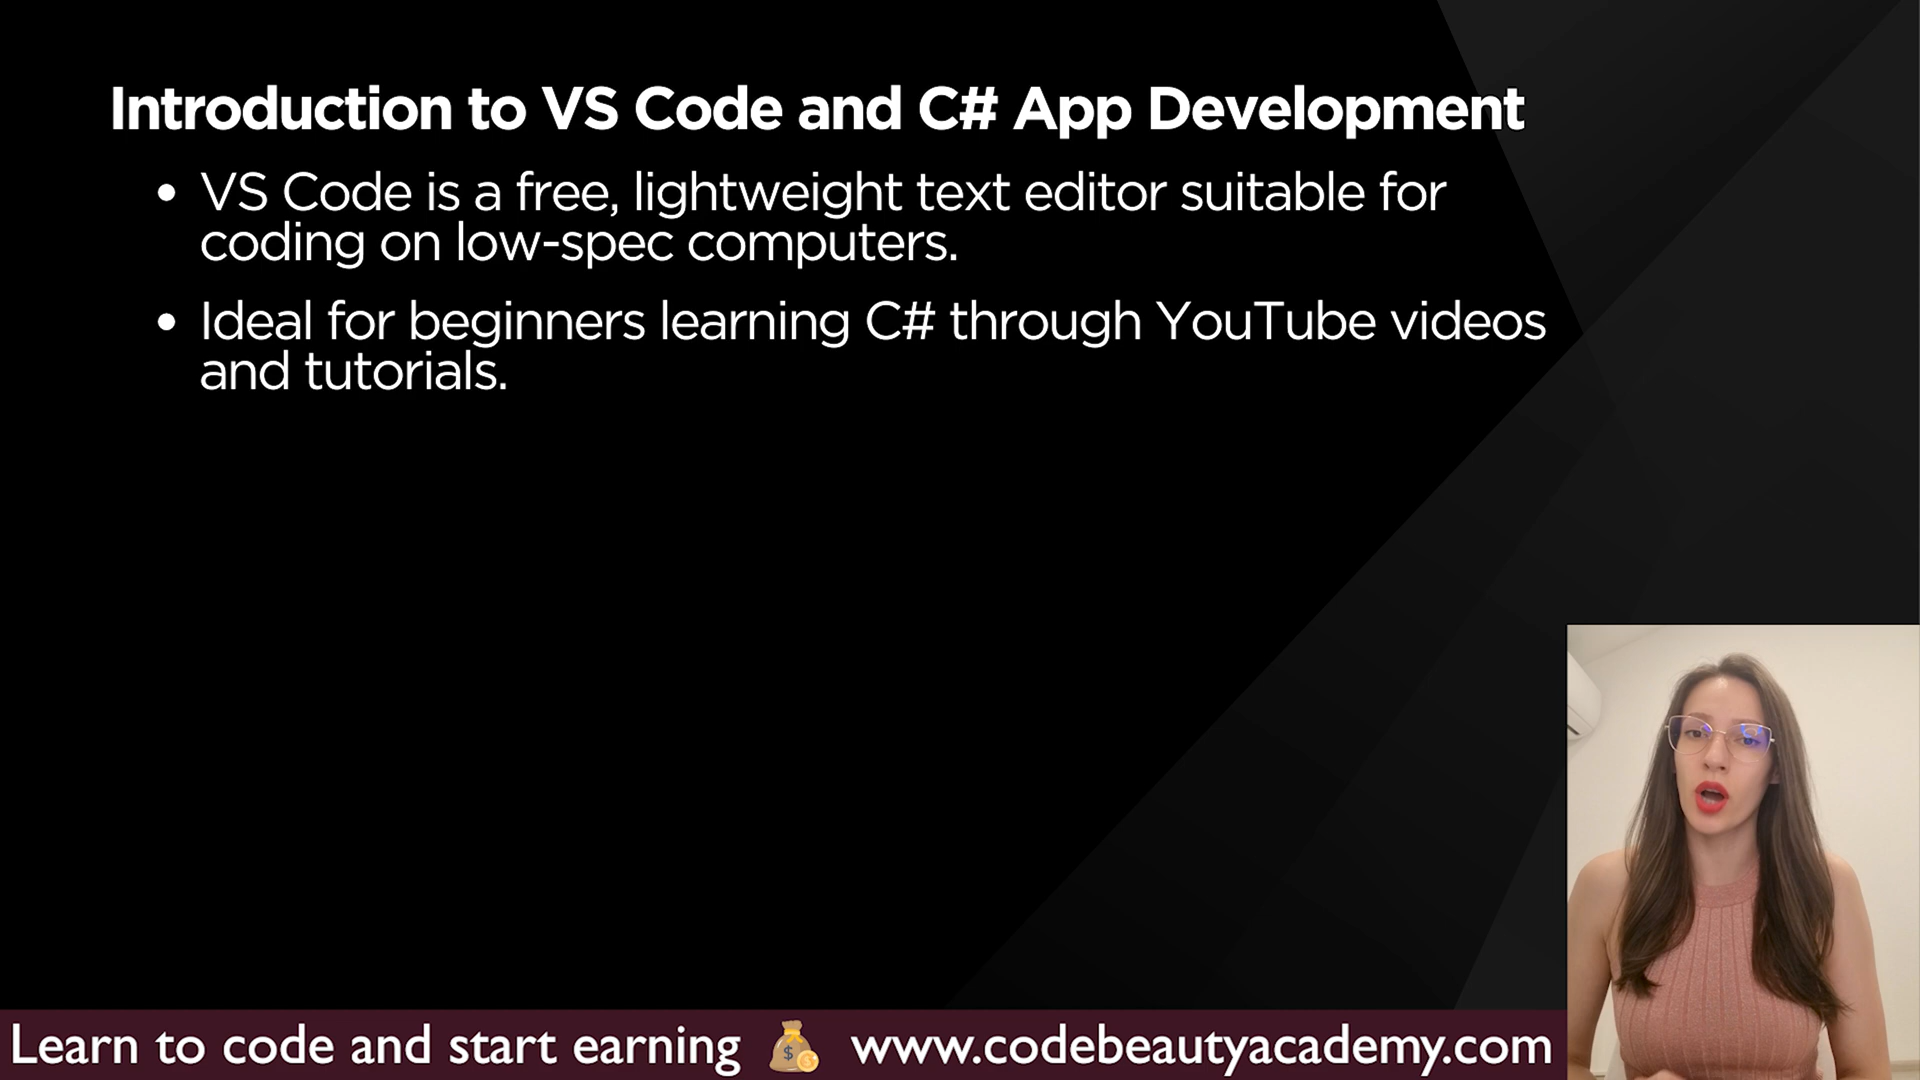 Introduction to VS Code and C# App Development
• VS Code is a free, lightweight text editor suitable for
coding on low-spec computers.
• Ideal for beginners learning C# through YouTube videos
and tutorials.
Learn to code and start earning 💰 www.codebeautyacademy.com